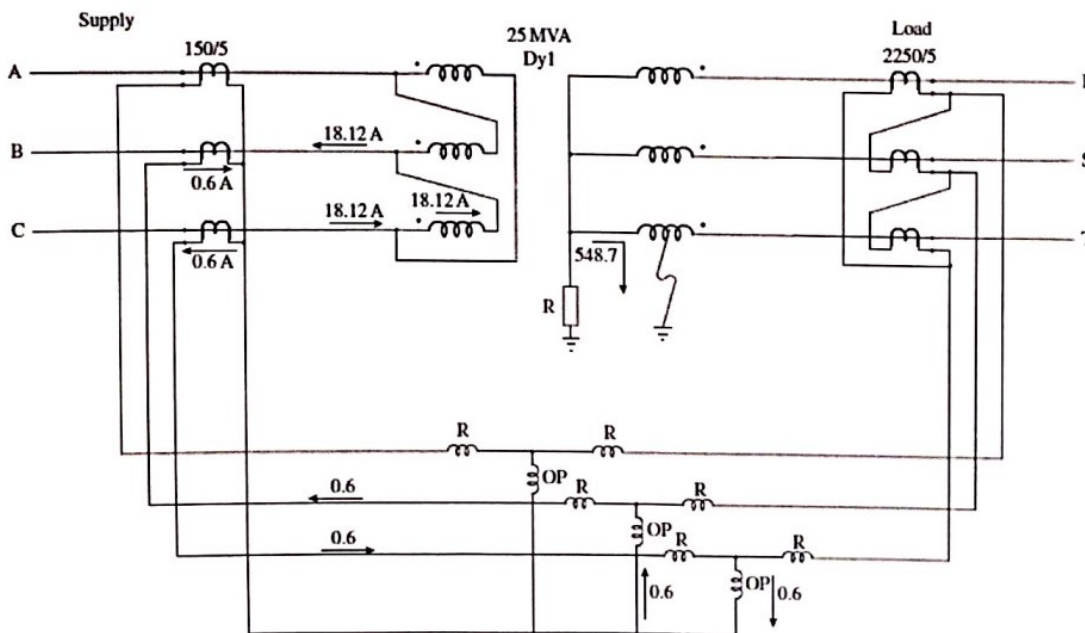 Supply
150/5
25 MVA
Dy1
Load
2250/5
A
B
18.12 A
0.6 A
S
C
18.12 A
18.12 A
0.6 A
548.7
R
R
R
OP
0.6
R
R
OP
0.6
R
R
OP
0.6
0.6